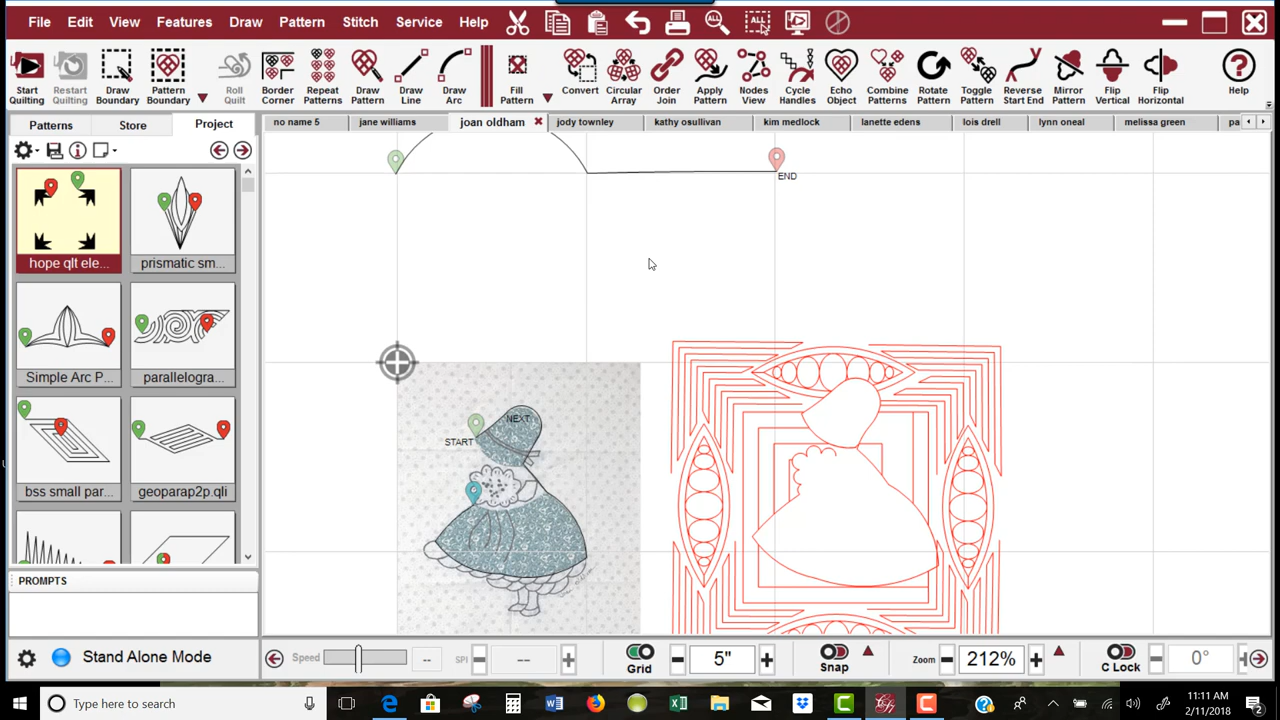 File Edit View Features Draw Pattern Stitch Service Help ALL ALL
Start Quilting
Restart Quilting
Draw Boundary
Pattern Boundary
Roll Quilt
Border Corner
Repeat Patterns
Draw Pattern
Draw Line
Draw Arc
Fill Pattern
Convert
Circular Array
Order Join
Apply Pattern
Nodes View
Cycle Handles
Echo Object
Combine Patterns
Rotate Pattern
Toggle Pattern
Reverse Start End
Mirror Pattern
Flip Vertical
Flip Horizontal
Help
Patterns Store Project
no name 5 jane williams joan oldham jody townley kathy osullivan kim medlock lanette edens lois drell lynn oneal melissa green pa
hope qlt ele... prismatic sm...
Simple Arc P... parallelogra...
bss small par... geoparap2p.qli
END
START
NEXT
PROMPTS
Stand Alone Mode
Speed -- SPI -- Grid 5" Snap Zoom 212% C Lock 0°
Type here to search
11:11 AM
2/11/2018
2